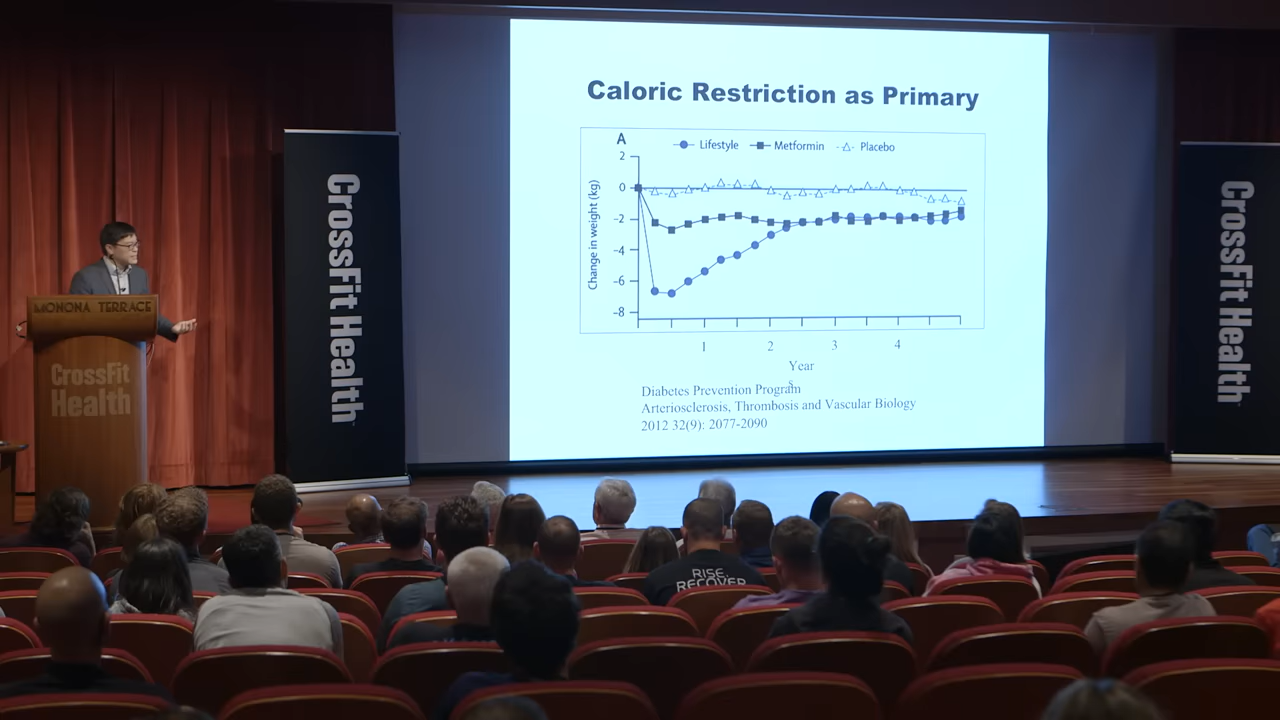 Caloric Restriction as Primary
A
Lifestyle
Metformin
Placebo
2
0
-2
-4
-6
-8
Change in weight (kg)
1
2
3
4
Year
8
Diabetes Prevention Program
Arteriosclerosis, Thrombosis and Vascular Biology
2012 32(9): 2077-2090
CrossFit Health
CrossFit Health
MONONA TERRACE
CrossFit
Health
RISE.
RECOVER